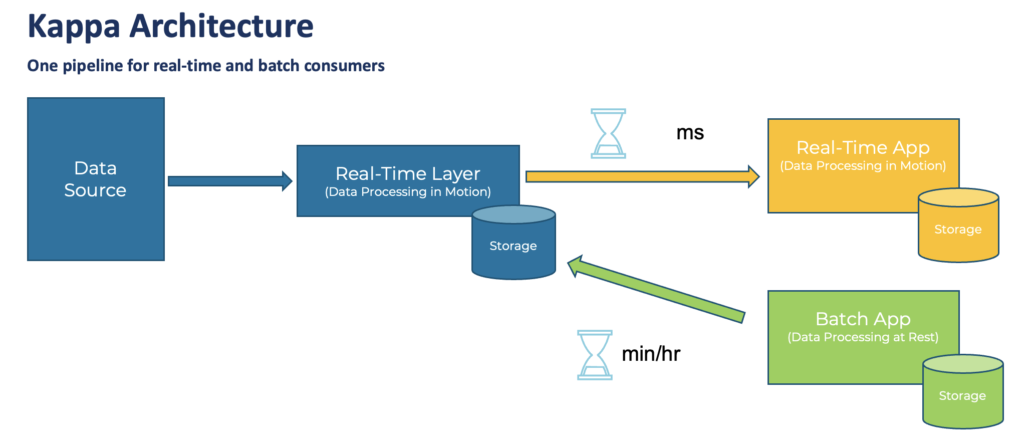 Kappa Architecture
One pipeline for real-time and batch consumers
Data
Source
Real-Time Layer
(Data Processing in Motion)
Storage
ms
Real-Time App
(Data Processing in Motion)
Storage
min/hr
Batch App
(Data Processing at Rest)
Storage